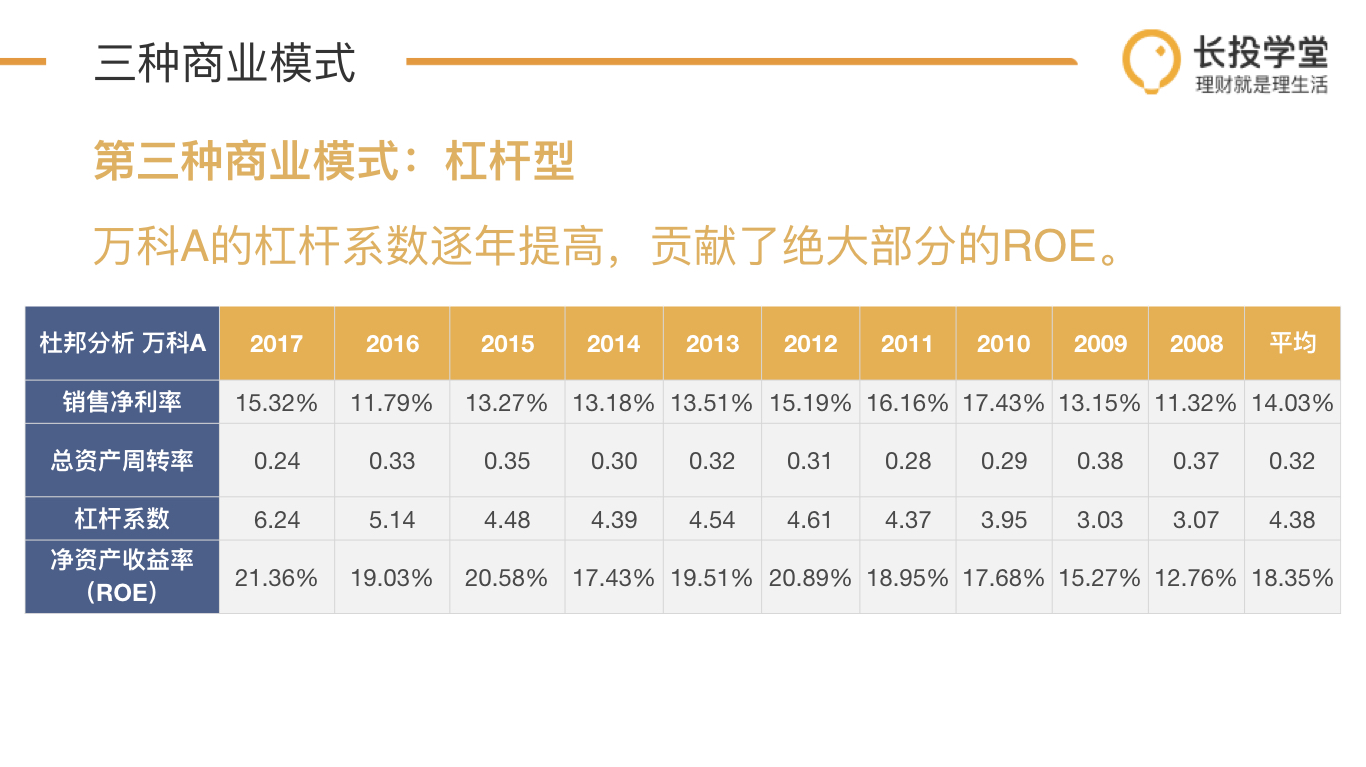 三种商业模式
长投学堂
理财就是理生活
第三种商业模式：杠杆型
万科A的杠杆系数逐年提高，贡献了绝大部分的ROE。
杜邦分析 万科A 2017 2016 2015 2014 2013 2012 2011 2010 2009 2008 平均
销售净利率 15.32% 11.79% 13.27% 13.18% 13.51% 15.19% 16.16% 17.43% 13.15% 11.32% 14.03%
总资产周转率 0.24 0.33 0.35 0.30 0.32 0.31 0.28 0.29 0.38 0.37 0.32
杠杆系数 6.24 5.14 4.48 4.39 4.54 4.61 4.37 3.95 3.03 3.07 4.38
净资产收益率
（ROE） 21.36% 19.03% 20.58% 17.43% 19.51% 20.89% 18.95% 17.68% 15.27% 12.76% 18.35%